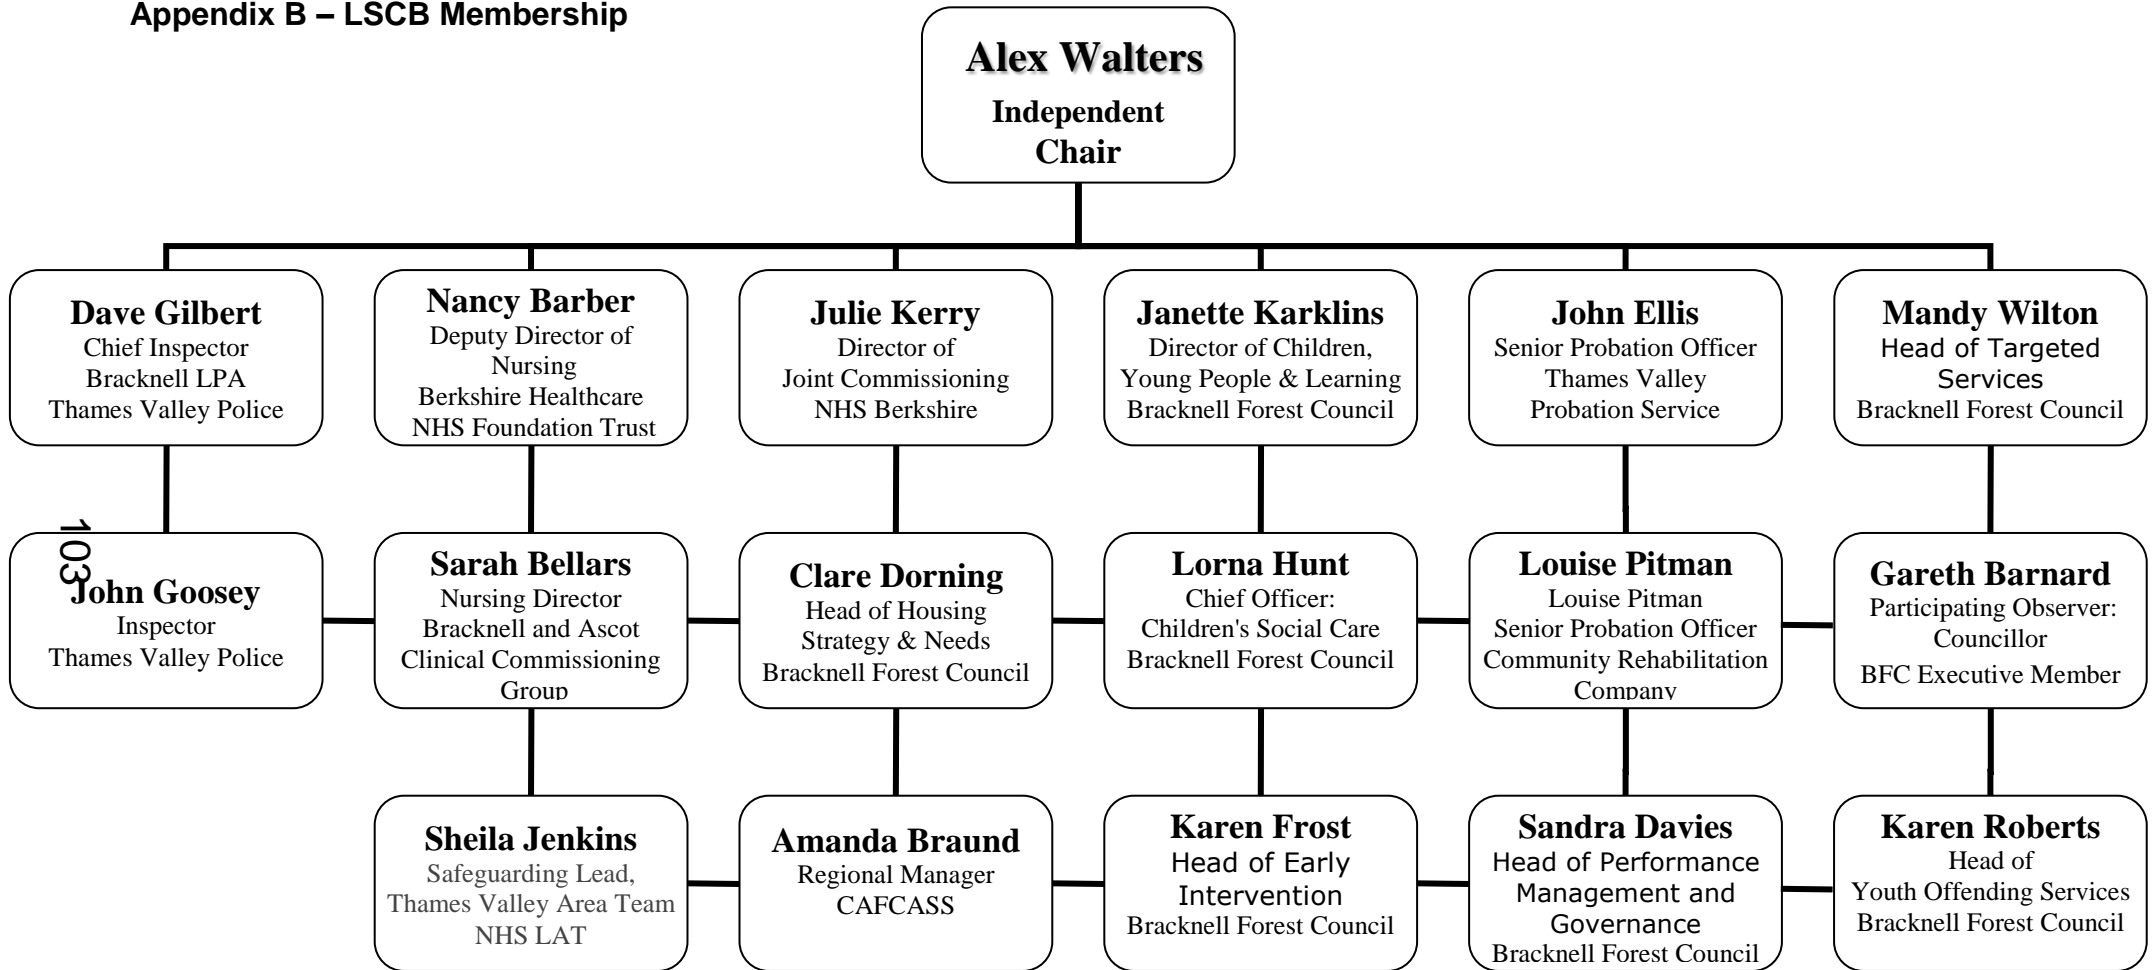 Appendix B – LSCB Membership
Alex Walters
Independent
Chair
Dave Gilbert
Chief Inspector
Bracknell LPA
Thames Valley Police
Nancy Barber
Deputy Director of
Nursing
Berkshire Healthcare
NHS Foundation Trust
Julie Kerry
Director of
Joint Commissioning
NHS Berkshire
Janette Karklins
Director of Children,
Young People & Learning
Bracknell Forest Council
John Ellis
Senior Probation Officer
Thames Valley
Probation Service
Mandy Wilton
Head of Targeted
Services
Bracknell Forest Council
103
John Goosey
Inspector
Thames Valley Police
Sarah Bellars
Nursing Director
Bracknell and Ascot
Clinical Commissioning
Group
Clare Dorning
Head of Housing
Strategy & Needs
Bracknell Forest Council
Lorna Hunt
Chief Officer:
Children's Social Care
Bracknell Forest Council
Louise Pitman
Louise Pitman
Senior Probation Officer
Community Rehabilitation
Company
Gareth Barnard
Participating Observer:
Councillor
BFC Executive Member
Sheila Jenkins
Safeguarding Lead,
Thames Valley Area Team
NHS LAT
Amanda Braund
Regional Manager
CAFCASS
Karen Frost
Head of Early
Intervention
Bracknell Forest Council
Sandra Davies
Head of Performance
Management and
Governance
Bracknell Forest Council
Karen Roberts
Head of
Youth Offending Services
Bracknell Forest Council